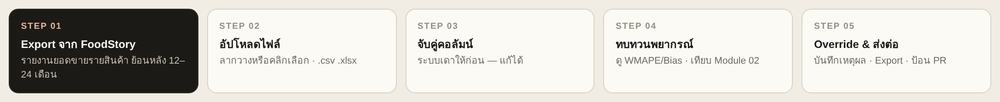 STEP 01
Export จาก FoodStory
รายงานยอดขายรายสินค้า ย้อนหลัง 12–
24 เดือน
STEP 02
อัปโหลดไฟล์
ลากวางหรือคลิกเลือก · .csv .xlsx
STEP 03
จับคู่คอลัมน์
ระบบเดาให้ก่อน — แก้ได้
STEP 04
ทบทวนพยากรณ์
ดู WMAPE/Bias · เทียบ Module 02
STEP 05
Override & ส่งต่อ
บันทึกเหตุผล · Export · ป้อน PR